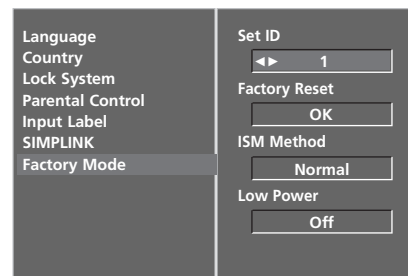 Language
Country
Lock System
Parental Control
Input Label
SIMPLINK
Factory Mode
Set ID
◄► 1
Factory Reset
OK
ISM Method
Normal
Low Power
Off